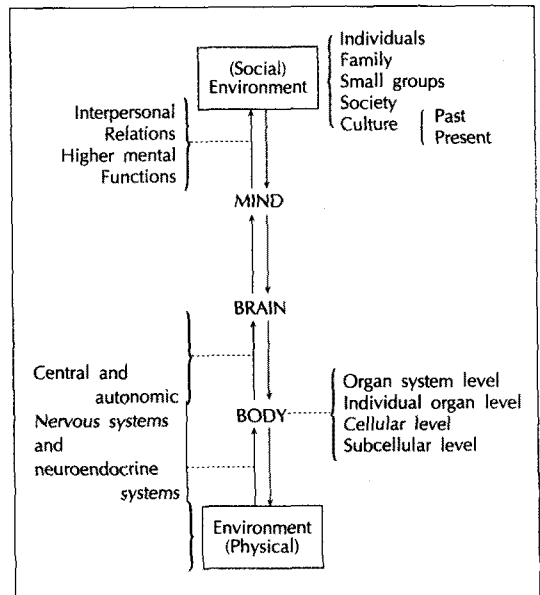 (Social)
Environment
Individuals
Family
Small groups
Society
Culture
Past
Present
Interpersonal
Relations
Higher mental
Functions
MIND
BRAIN
Central and
autonomic
Nervous systems
and
neuroendocrine
systems
BODY
Organ system level
Individual organ level
Cellular level
Subcellular level
Environment
(Physical)